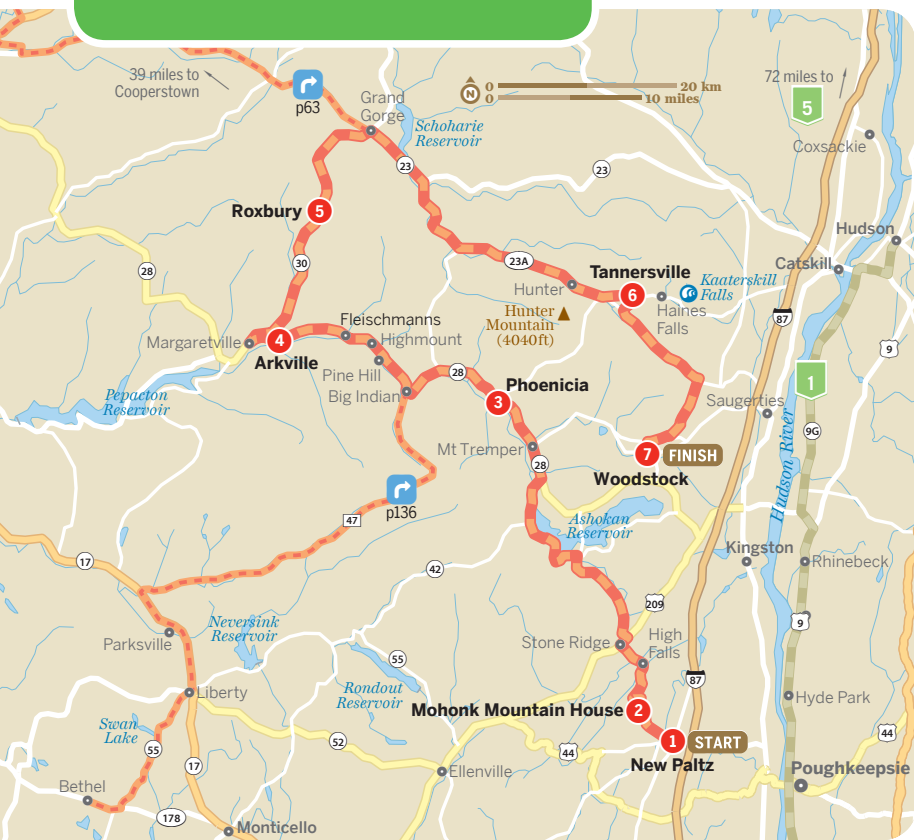 39 miles to
Cooperstown
p63
Grand
Gorge
N
0
20 km
0
10 miles
72 miles to
5
Schoharie
Reservoir
Coxsackie
23
23
Roxbury
5
Hudson
30
23A
Tannersville
6
Catskill
Kaaterskill
Falls
28
Hunter
Haines
Falls
Hunter
Mountain
(4040ft)
87
Fleischmanns
Margaretville
4
Arkville
Highmount
9
Pine Hill
28
Phoenicia
3
1
Pepacton
Reservoir
Big Indian
Saugerties
9G
Mt Tremper
7
FINISH
Woodstock
28
Hudson River
p136
47
Ashokan
Reservoir
Kingston
17
42
Rhinebeck
209
9
Neversink
Reservoir
Parksville
Stone Ridge
High
Falls
55
87
Liberty
Rondout
Reservoir
Hyde Park
Mohonk Mountain House
2
Swan
Lake
55
52
1
START
New Paltz
44
44
17
Ellenville
Poughkeepsie
Bethel
178
Monticello